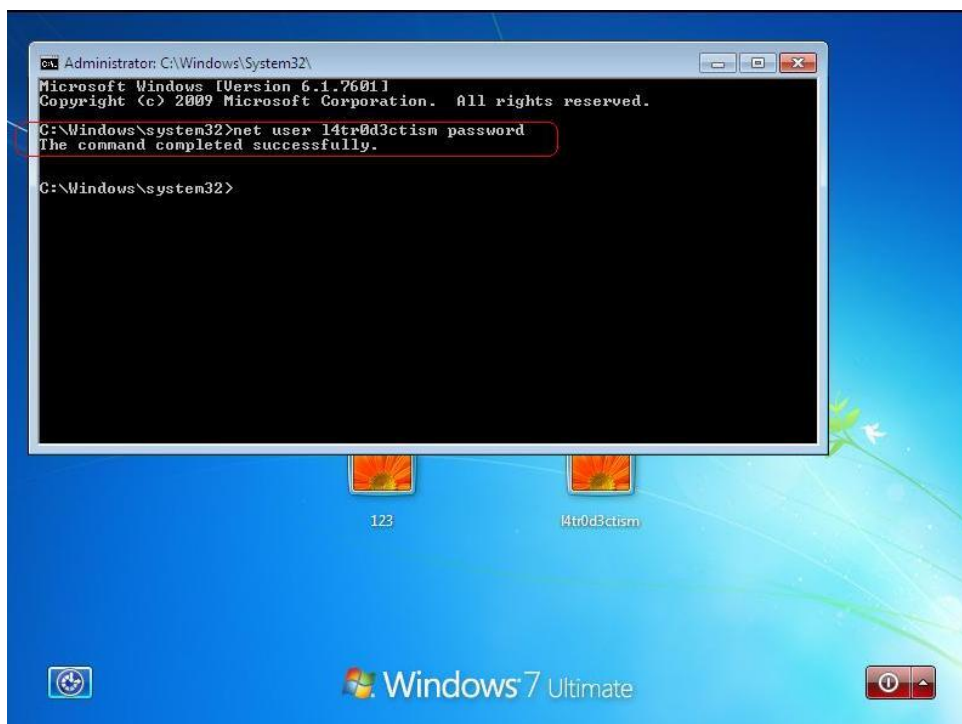 Administrator: C:\Windows\System32\
Microsoft Windows [Version 6.1.7601]
Copyright (c) 2009 Microsoft Corporation.  All rights reserved.
C:\Windows\system32>net user l4tr0d3ctism password
The command completed successfully.
C:\Windows\system32>
123
l4tr0d3ctism
Windows 7 Ultimate